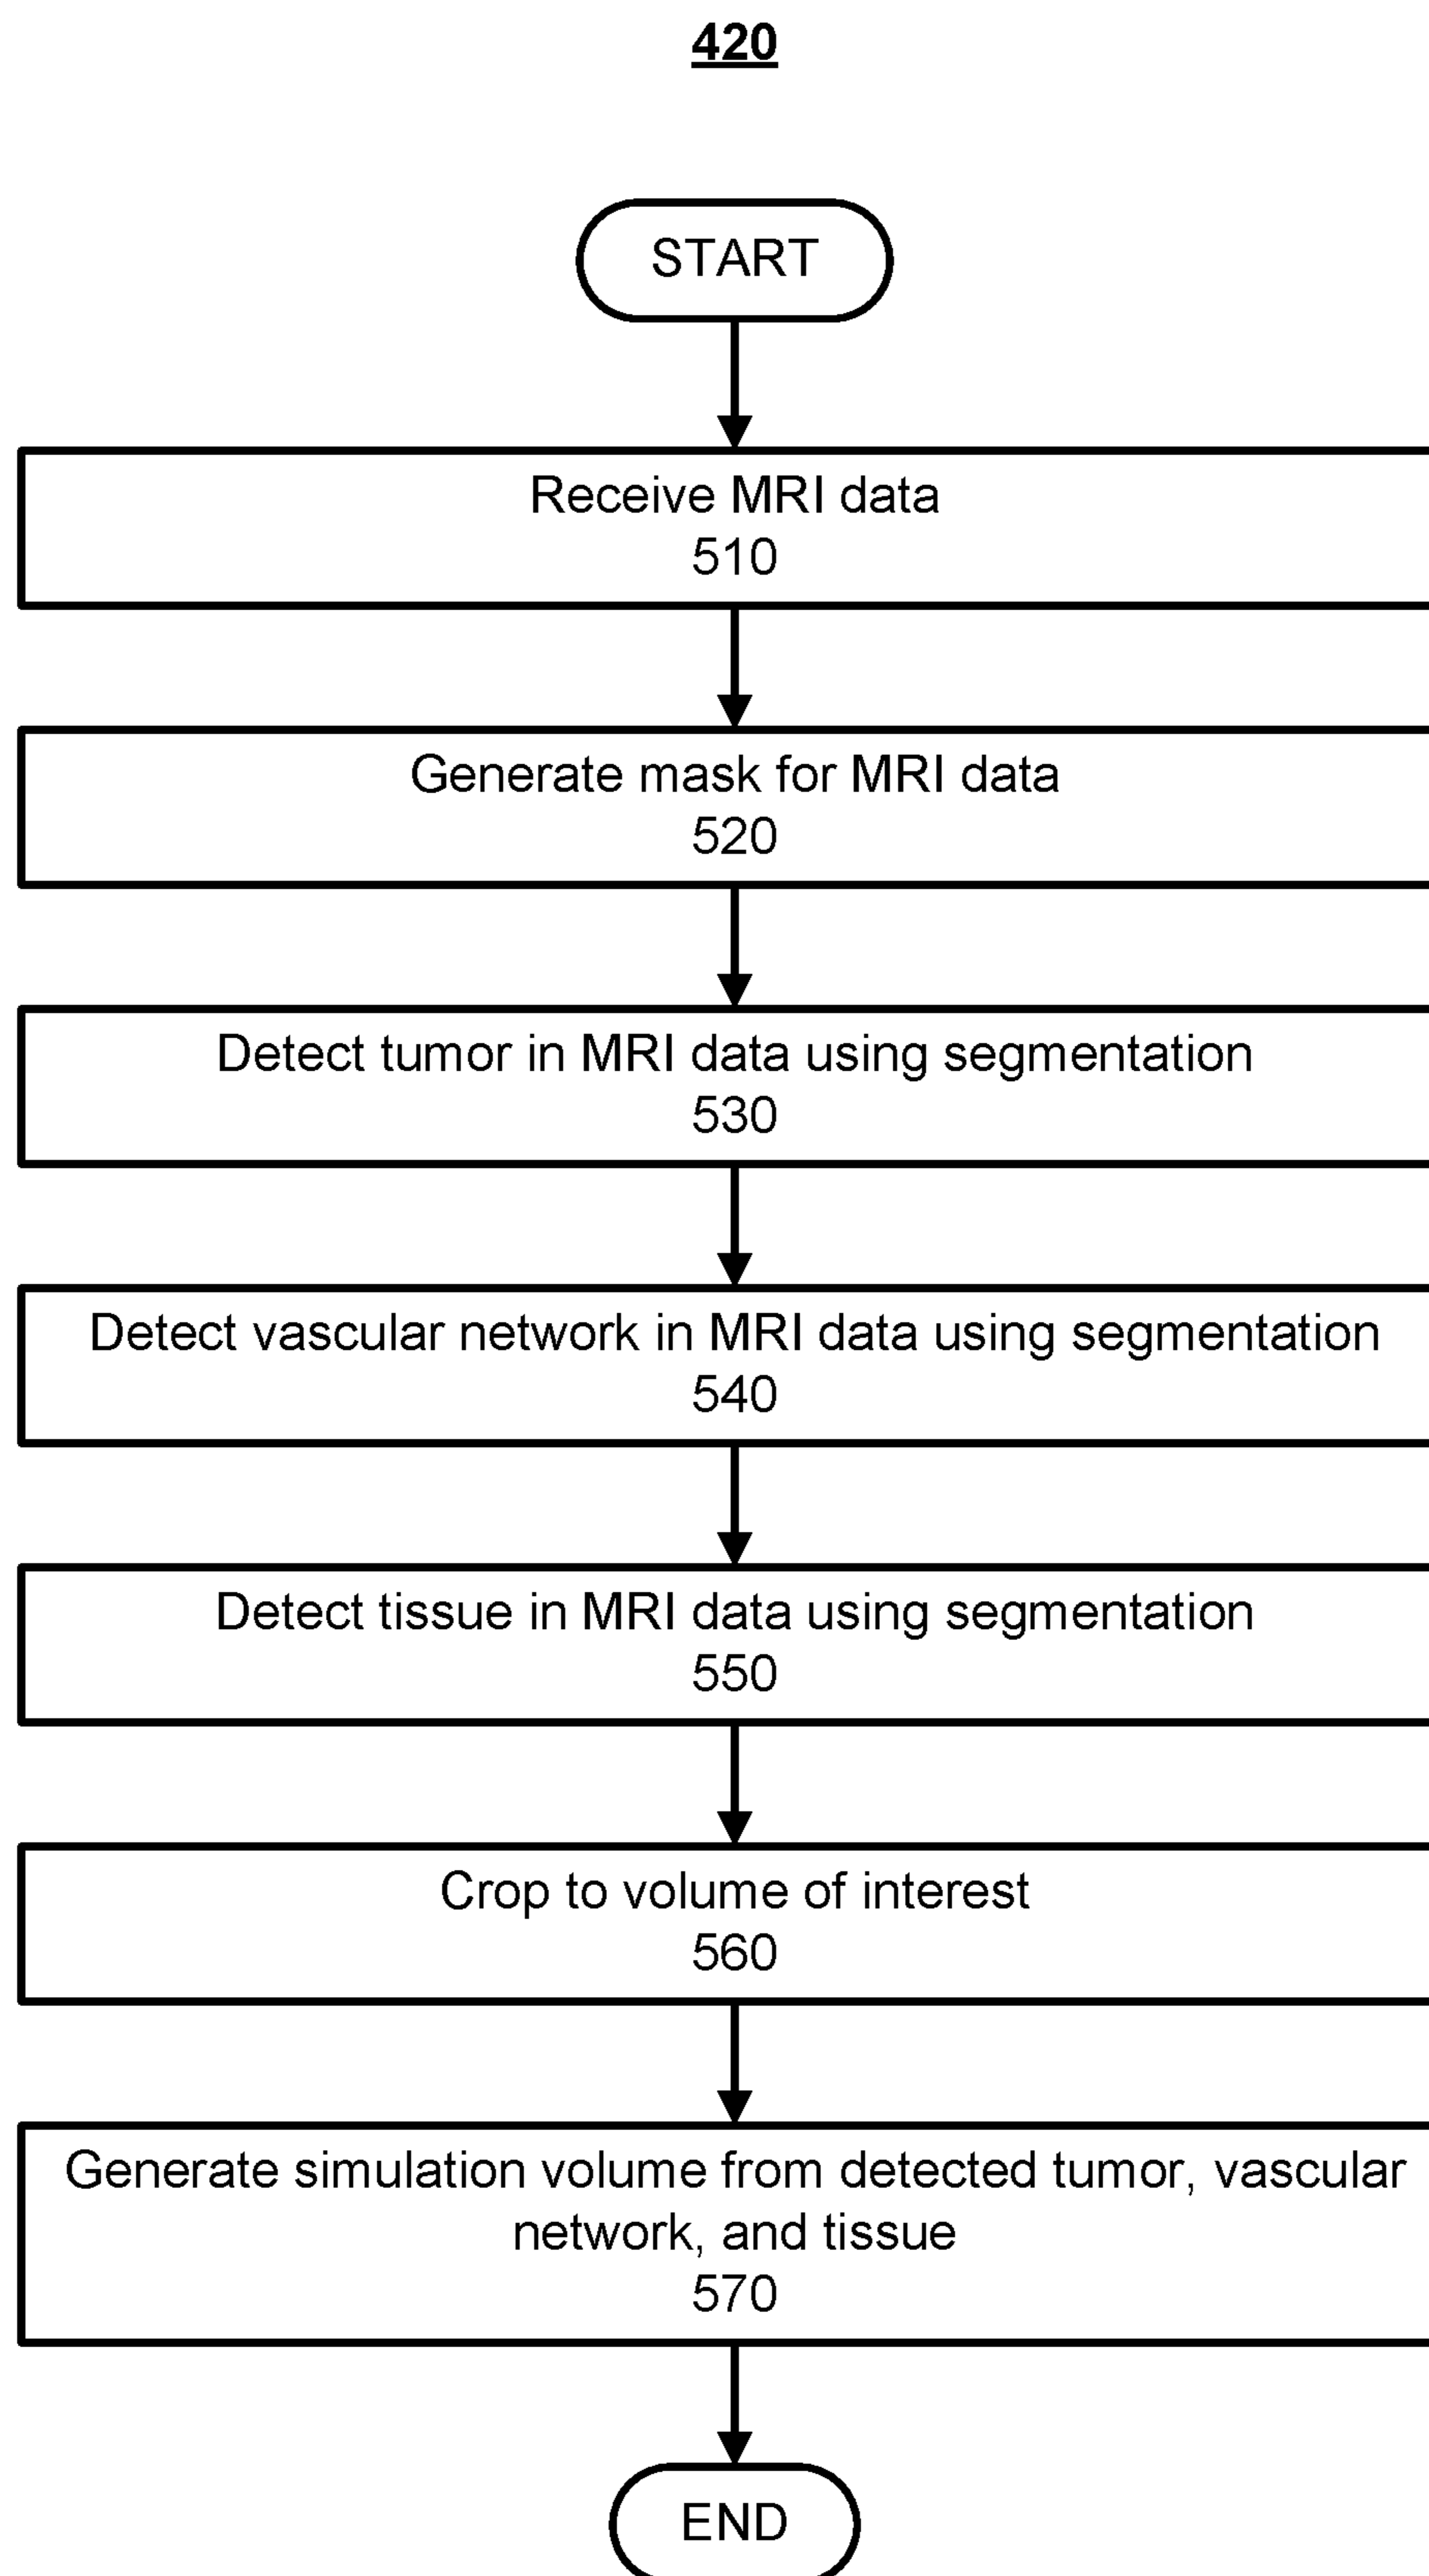 420
START
Receive MRI data
510
Generate mask for MRI data
520
Detect tumor in MRI data using segmentation
530
Detect vascular network in MRI data using segmentation
540
Detect tissue in MRI data using segmentation
550
Crop to volume of interest
560
Generate simulation volume from detected tumor, vascular
network, and tissue
570
END